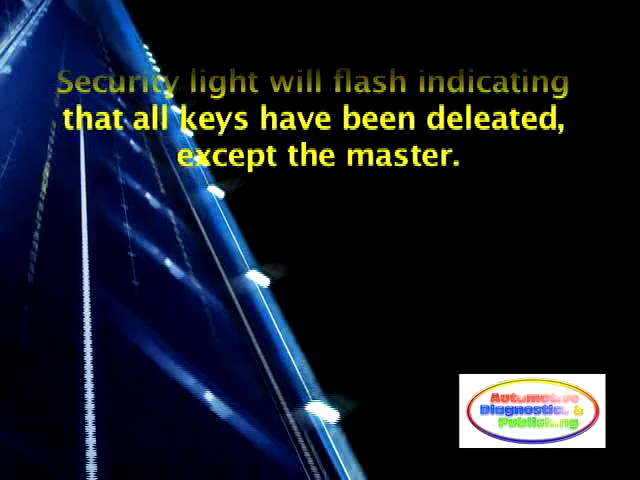 Security light will flash indicating
that all keys have been deleated,
except the master.
Automotive
Diagnostics &
Publishing